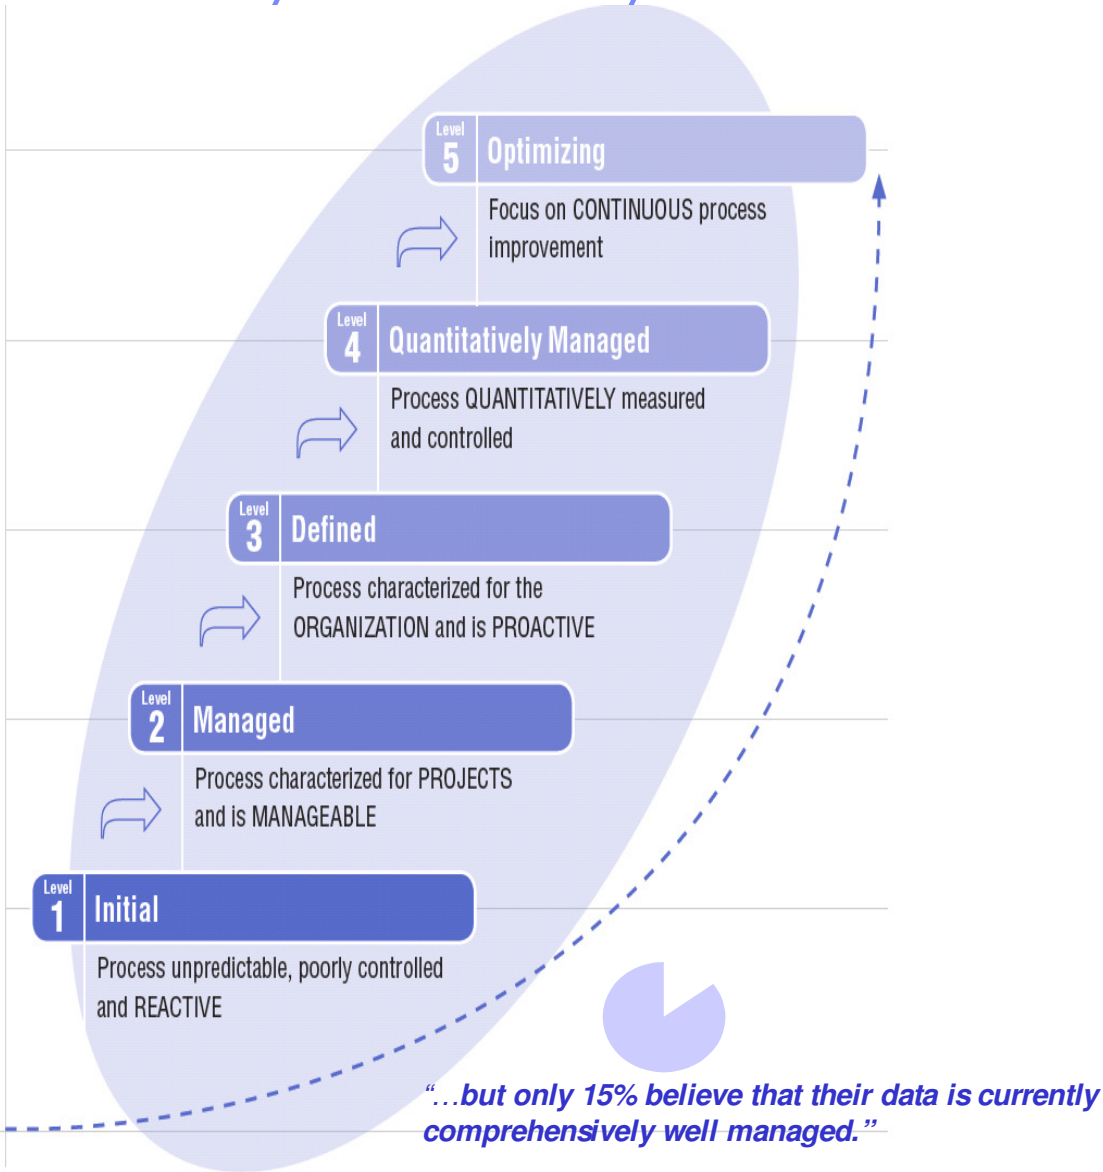 Level
5
Optimizing
Focus on CONTINUOUS process
improvement
Level
4
Quantitatively Managed
Process QUANTITATIVELY measured
and controlled
Level
3
Defined
Process characterized for the
ORGANIZATION and is PROACTIVE
Level
2
Managed
Process characterized for PROJECTS
and is MANAGEABLE
Level
1
Initial
Process unpredictable, poorly controlled
and REACTIVE
“…but only 15% believe that their data is currently
comprehensively well managed.”